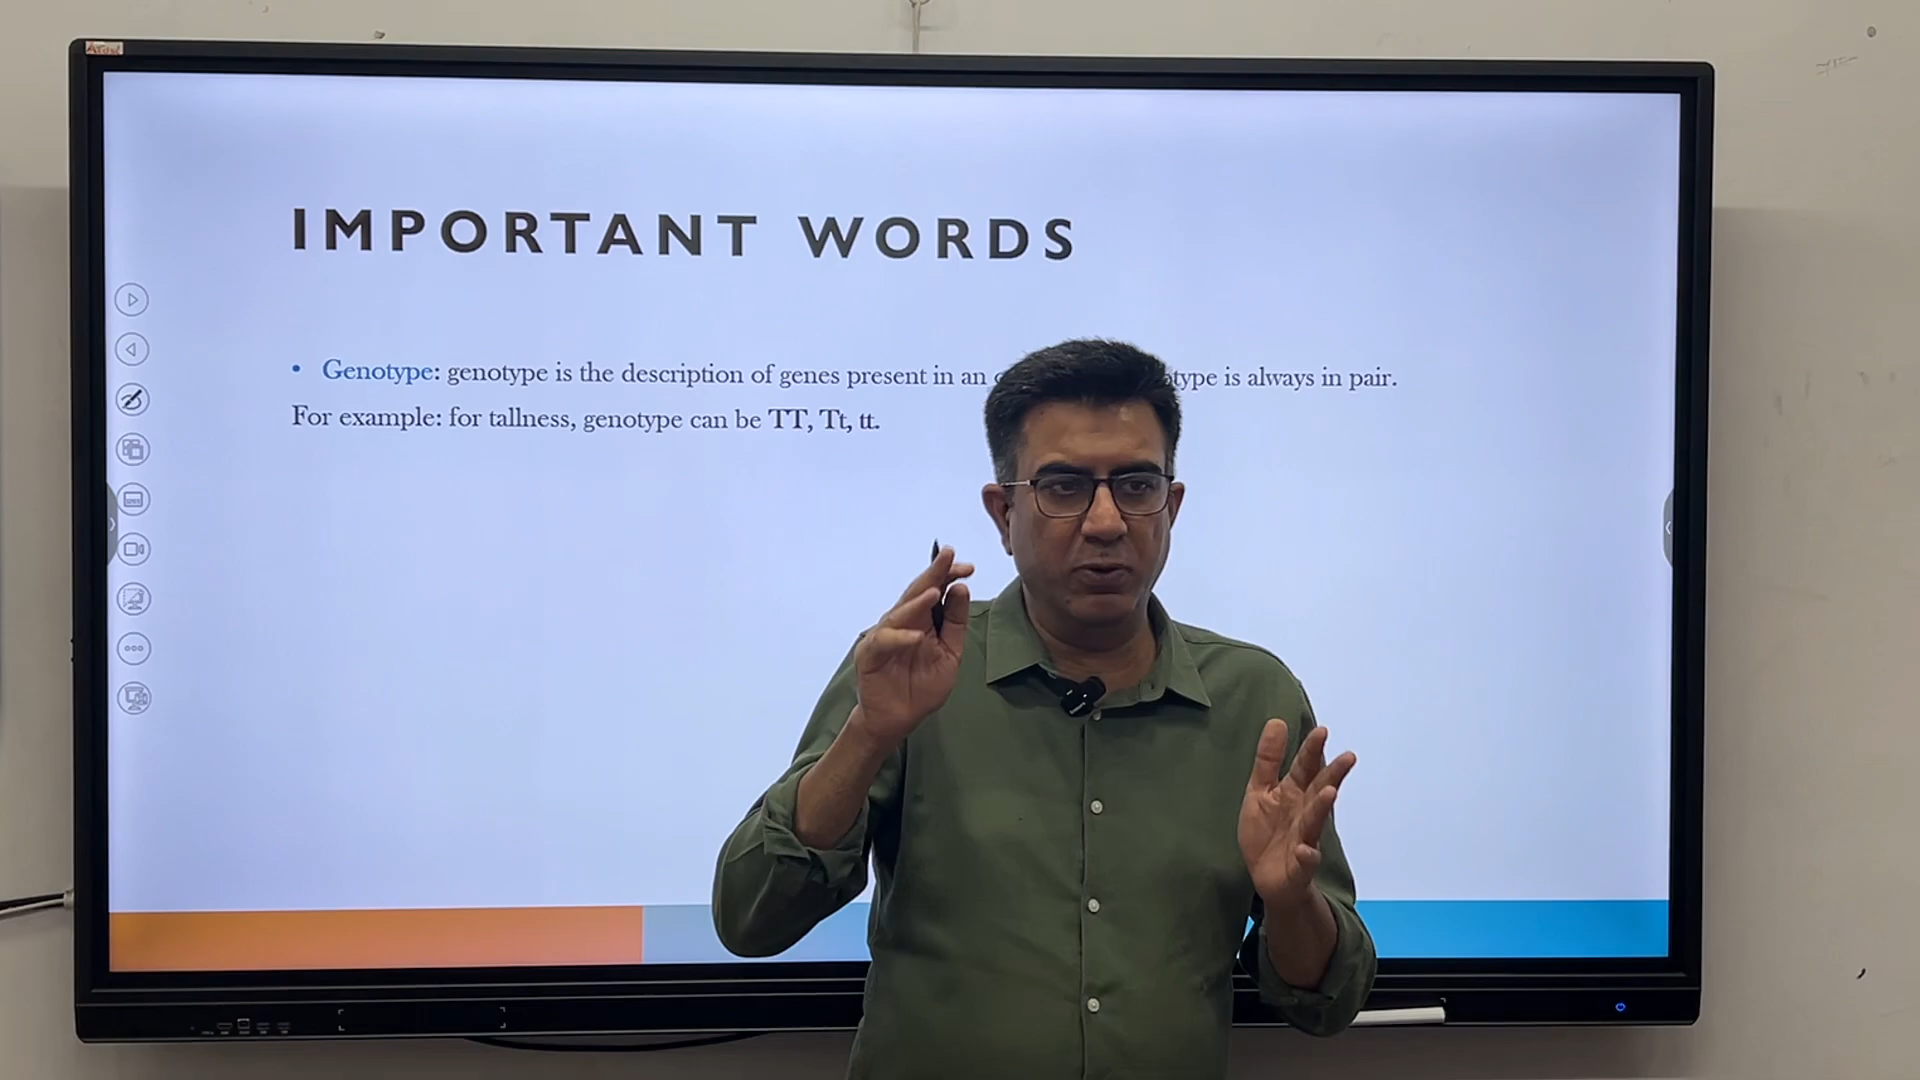 IMPORTANT WORDS
• Genotype: genotype is the description of genes present in an type is always in pair.
For example: for tallness, genotype can be TT, Tt, tt.